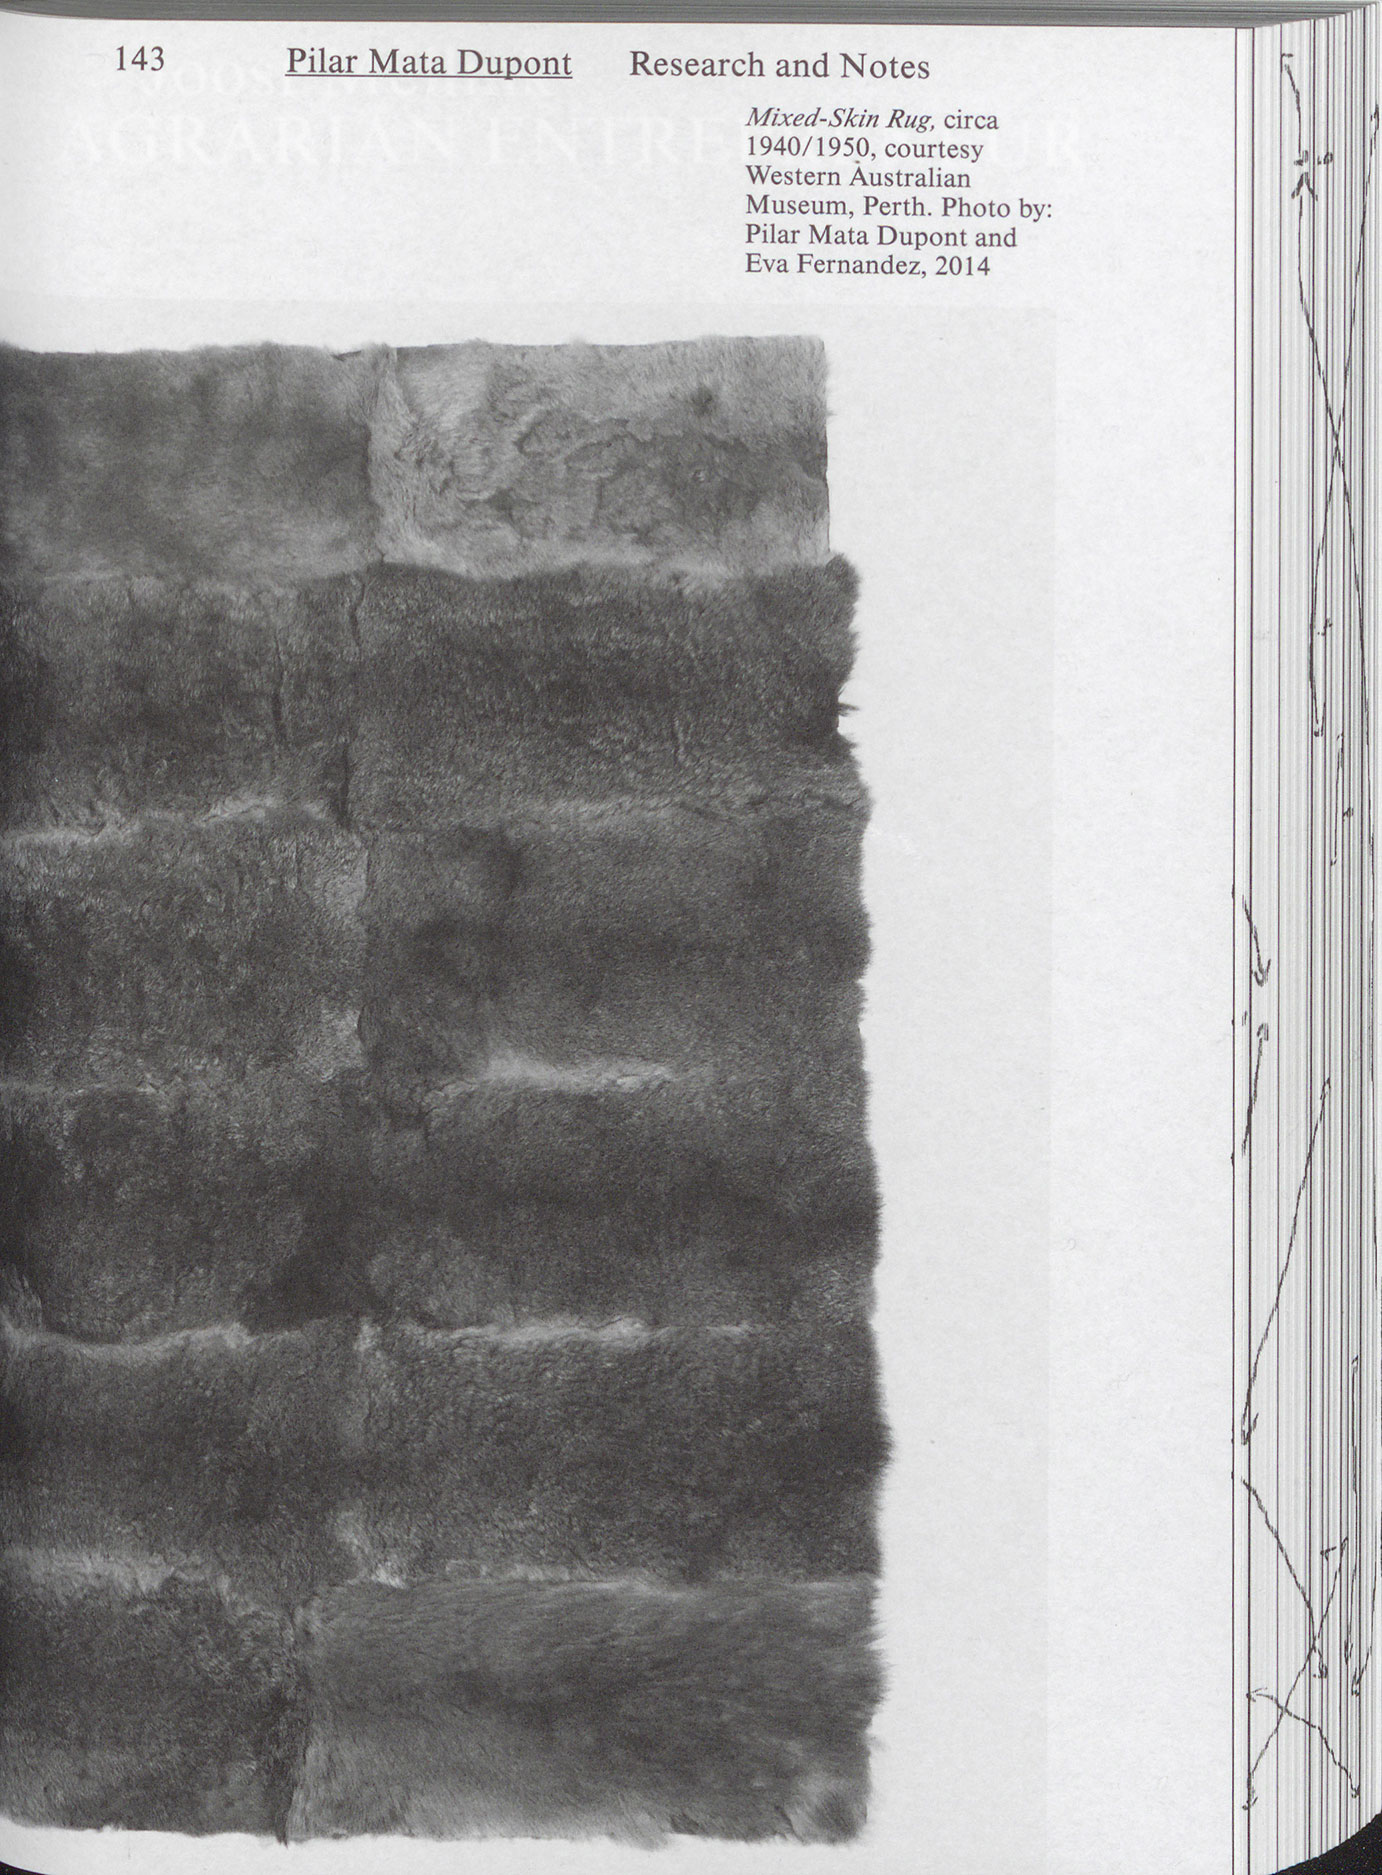 143 Pilar Mata Dupont Research and Notes
Mixed-Skin Rug, circa
1940/1950, courtesy
Western Australian
Museum, Perth. Photo by:
Pilar Mata Dupont and
Eva Fernandez, 2014